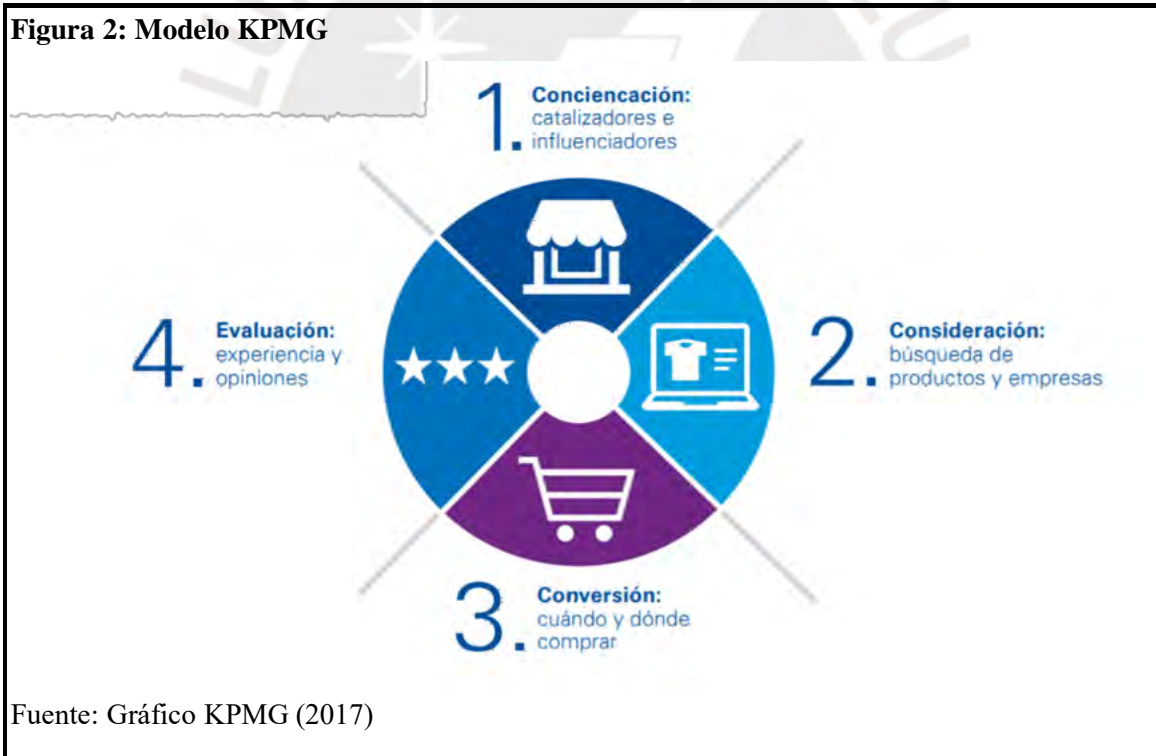 Figura 2: Modelo KPMG
1. Conciencación:
catalizadores e
influenciadores
2. Consideración:
búsqueda de
productos y empresas
3. Conversión:
cuándo y dónde
comprar
4. Evaluación:
experiencia y
opiniones
Fuente: Gráfico KPMG (2017)